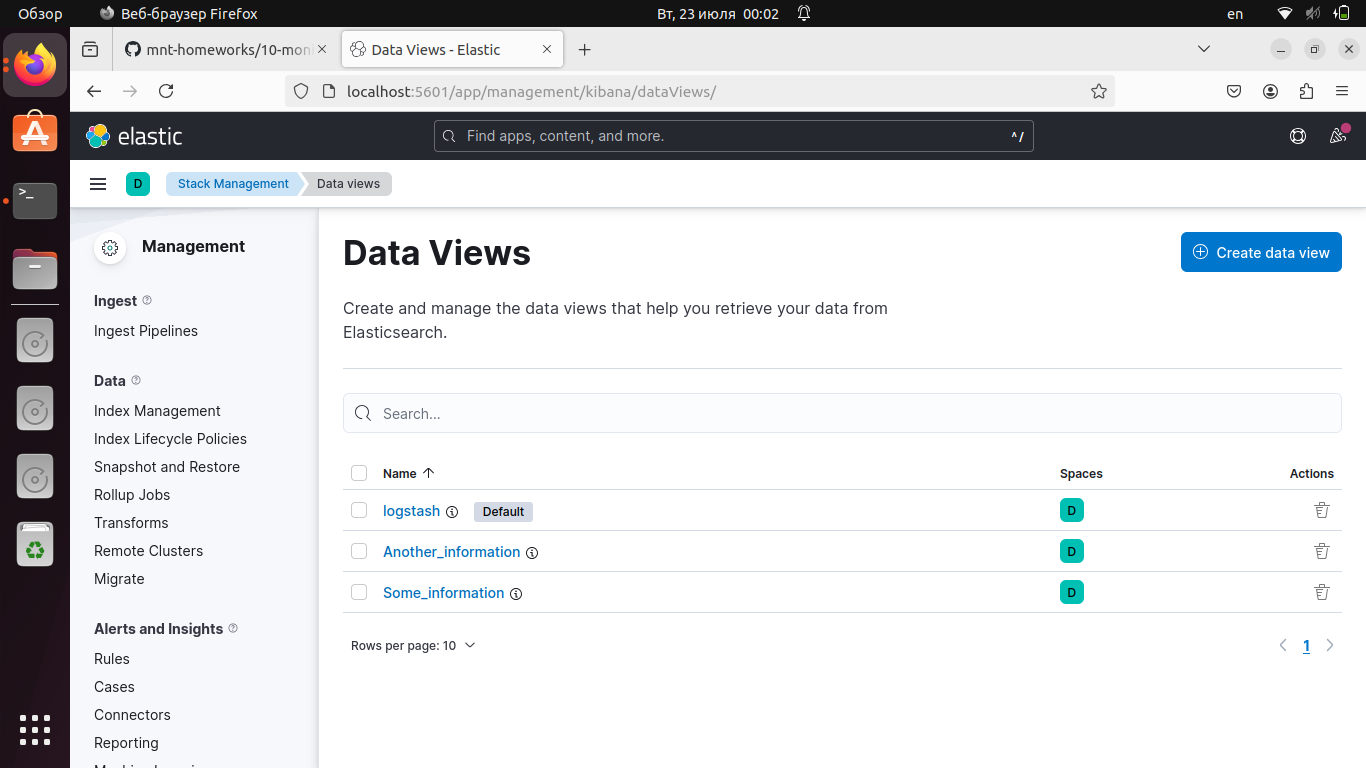 Обзор Веб-браузер Firefox Вт, 23 июля 00:02 en
mnt-homeworks/10-mon Data Views - Elastic
localhost:5601/app/management/kibana/dataViews/
elastic Find apps, content, and more. ^/
D Stack Management Data views
Management
Ingest
Ingest Pipelines
Data
Index Management
Index Lifecycle Policies
Snapshot and Restore
Rollup Jobs
Transforms
Remote Clusters
Migrate
Alerts and Insights
Rules
Cases
Connectors
Reporting
Data Views
Create data view
Create and manage the data views that help you retrieve your data from
Elasticsearch.
Search...
Name Spaces Actions
logstash Default D
Another_information D
Some_information D
Rows per page: 10 1